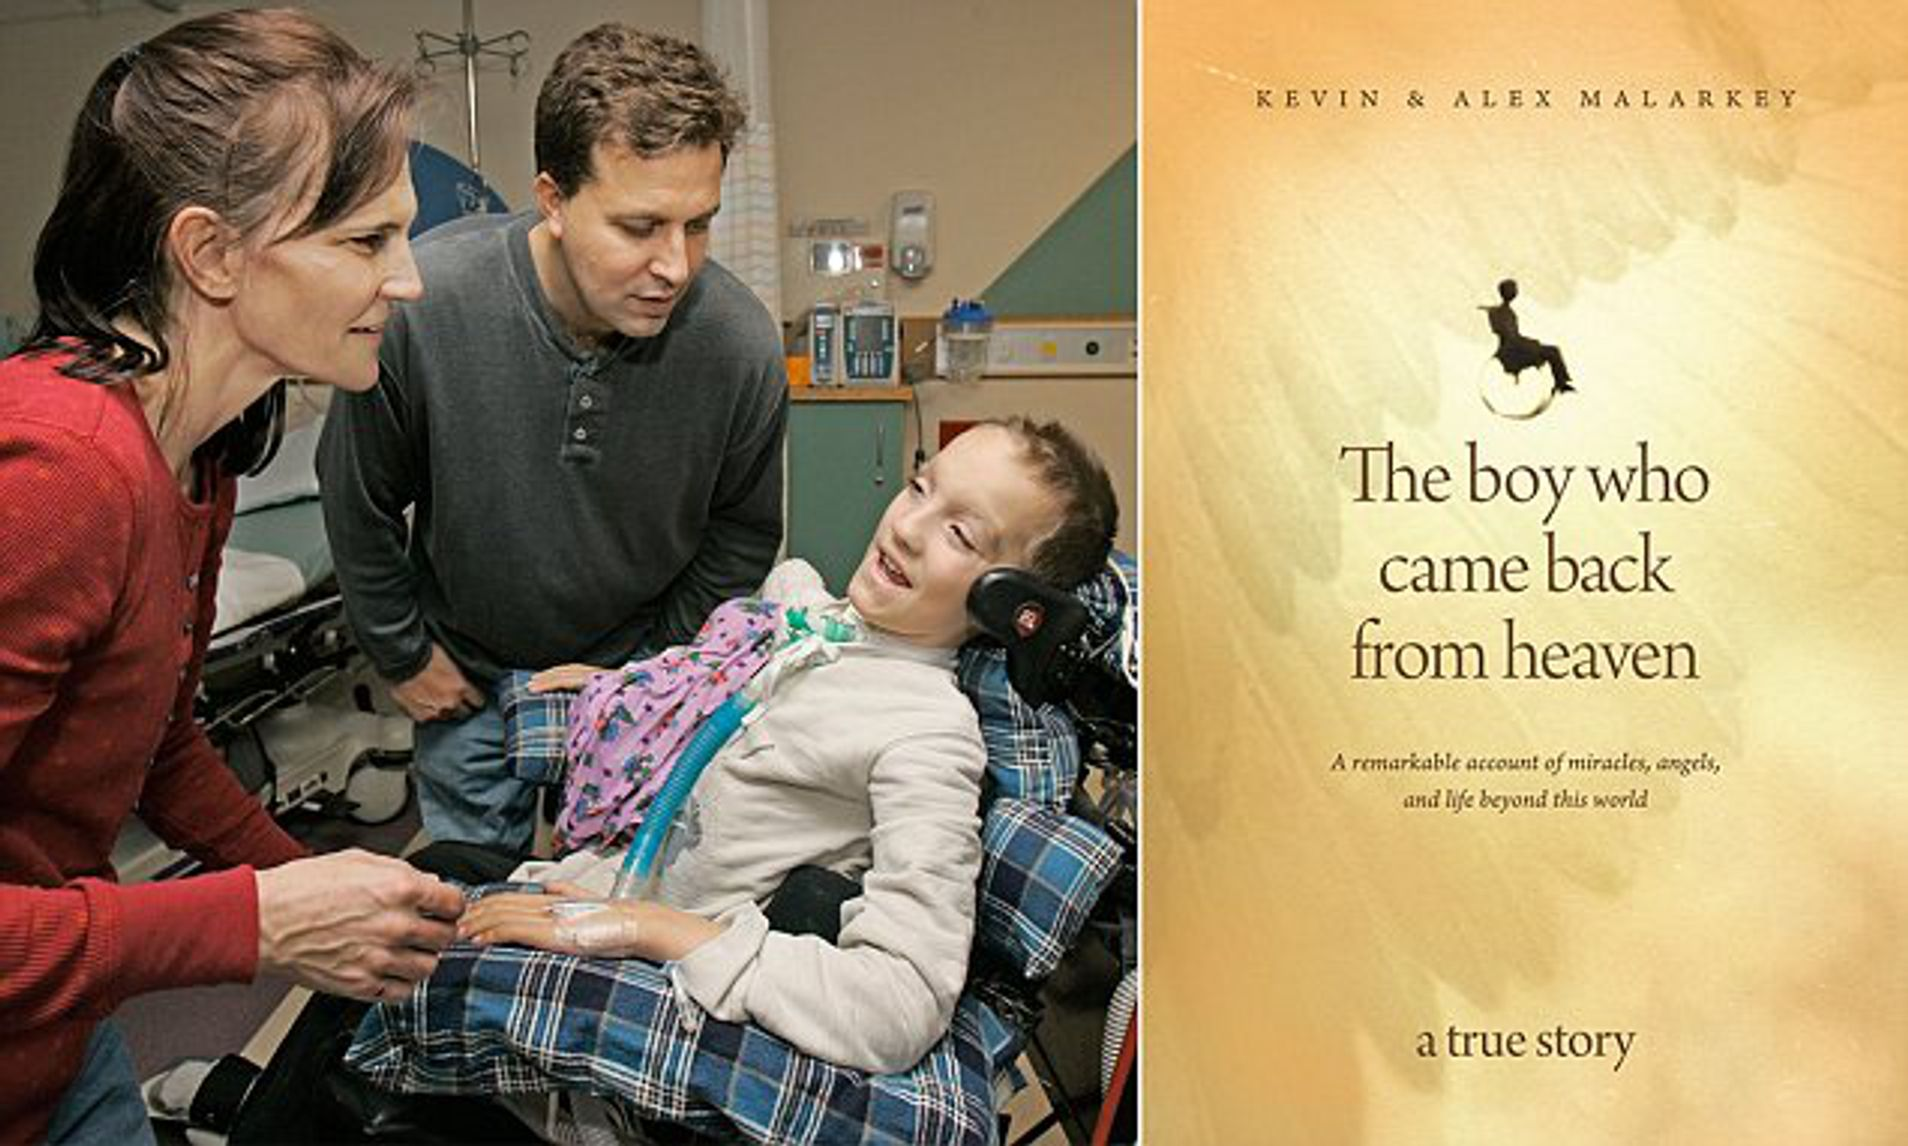 KEVIN & ALEX MALARKEY
The boy who
came back
from heaven
A remarkable account of miracles, angels,
and life beyond this world
a true story